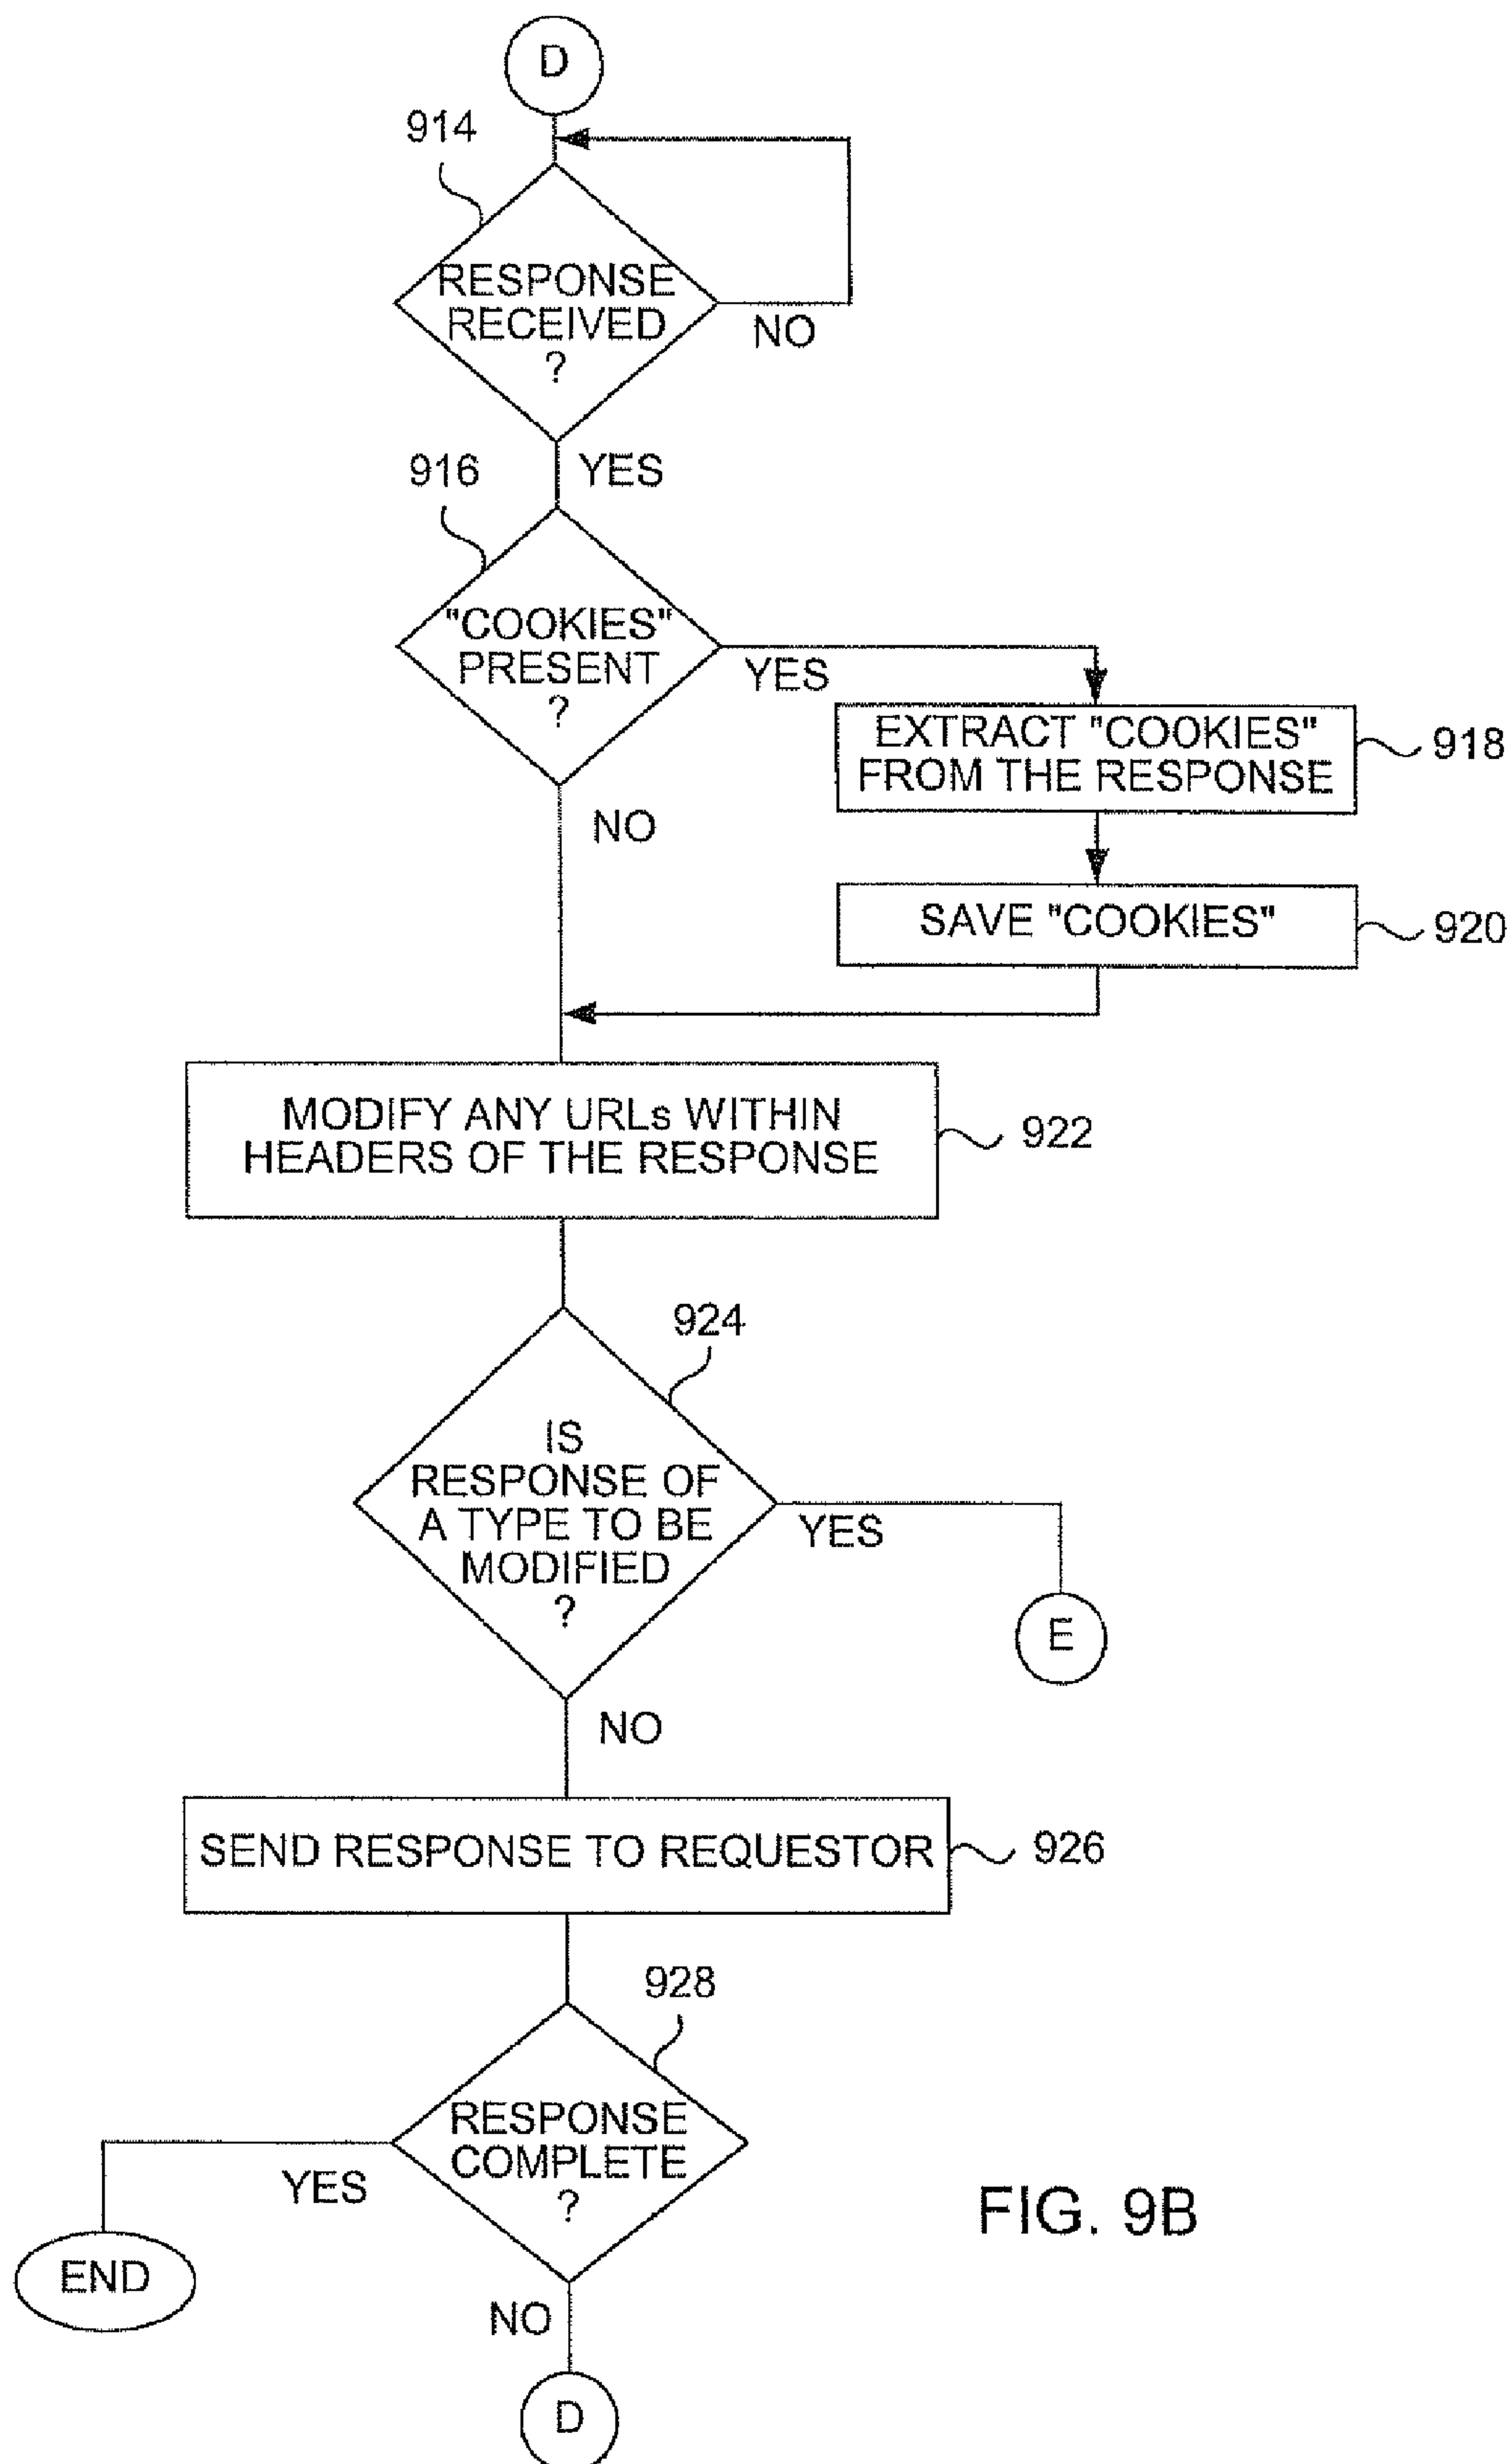 D
914
RESPONSE
RECEIVED
?
NO
YES
916
"COOKIES"
PRESENT
?
YES
EXTRACT "COOKIES"
FROM THE RESPONSE
918
NO
SAVE "COOKIES"
920
MODIFY ANY URLs WITHIN
HEADERS OF THE RESPONSE
922
924
IS
RESPONSE OF
A TYPE TO BE
MODIFIED
?
YES
E
NO
SEND RESPONSE TO REQUESTOR
926
928
RESPONSE
COMPLETE
?
YES
END
NO
D
FIG. 9B